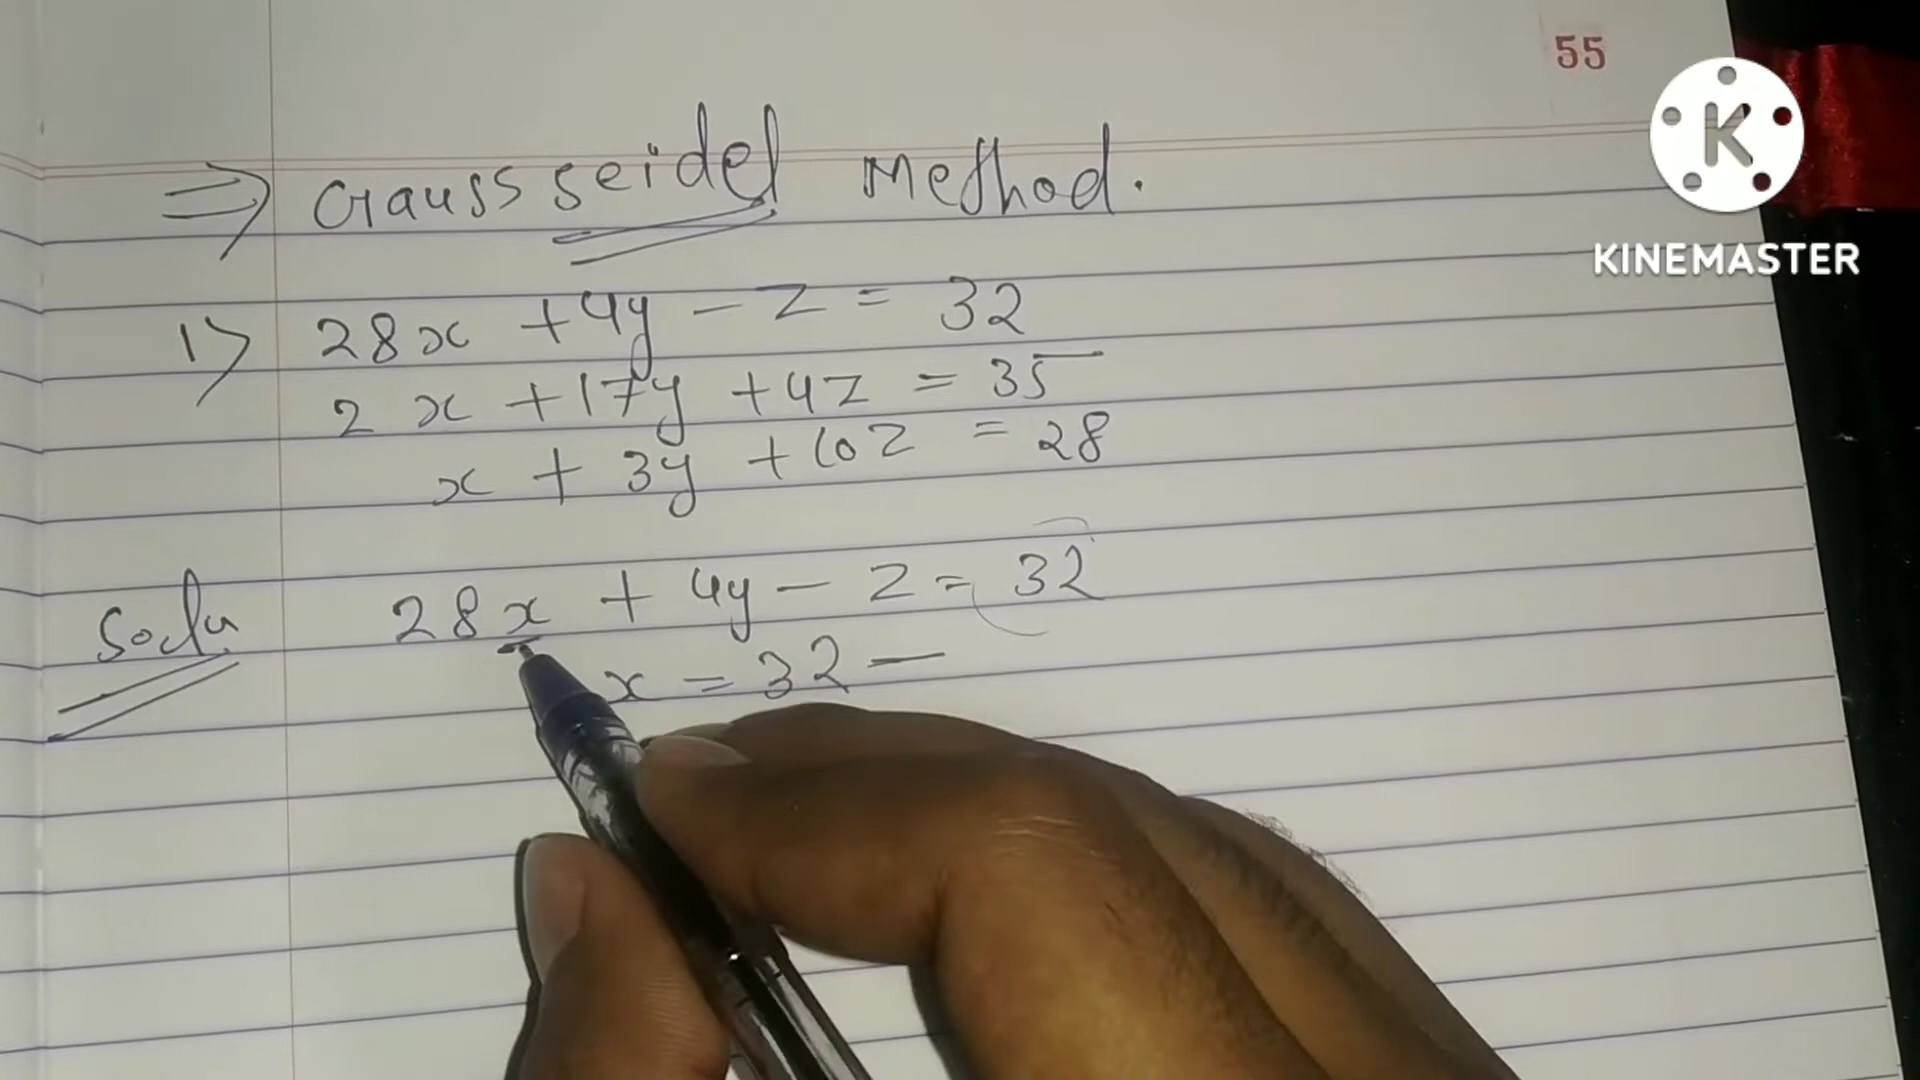 55
KINEMASTER
⇒ Gauss seidel Method.
1) 28x + 4y - z = 32
2x + 17y + 4z = 35
x + 3y + 10z = 28
Soln 28x + 4y - z = 32
x = 32 -